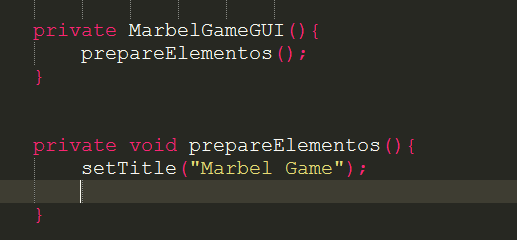 private MarbelGameGUI(){
prepareElementos();
}
private void prepareElementos(){
setTitle("Marbel Game");
}